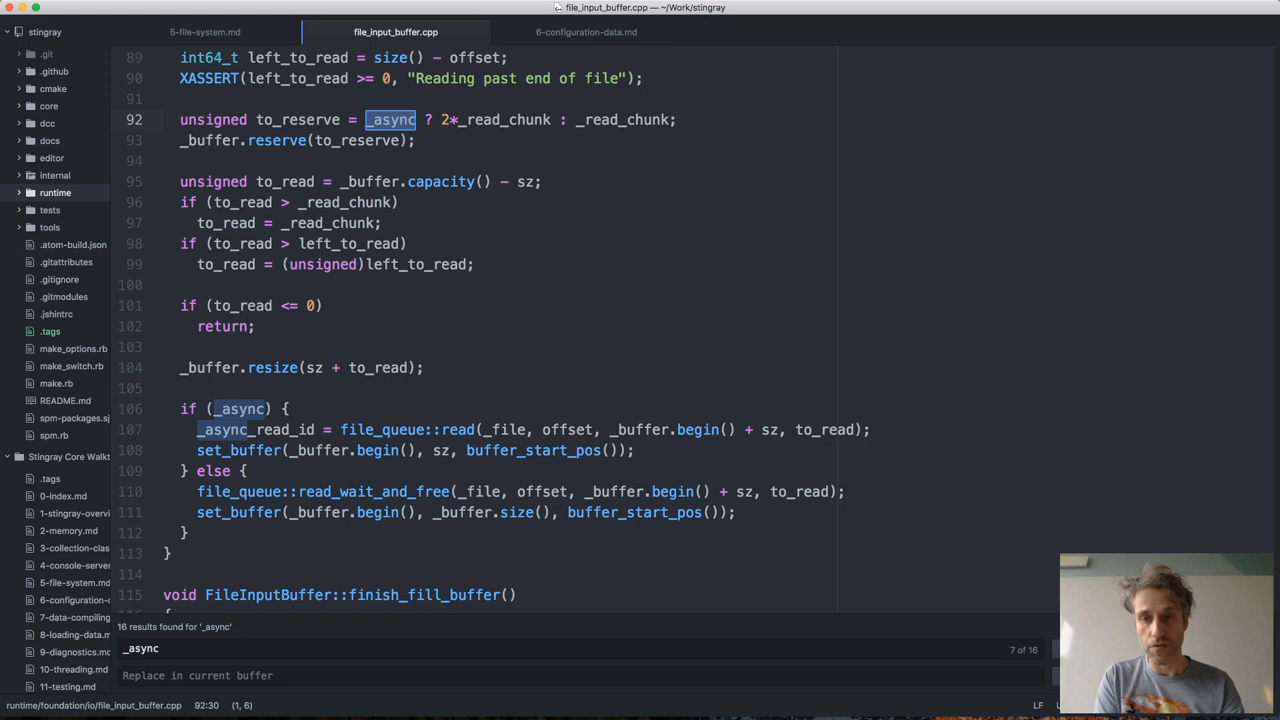 file_input_buffer.cpp — ~/Work/stingray
stingray
5-file-system.md
file_input_buffer.cpp
6-configuration-data.md
.git
.github
cmake
core
dcc
docs
editor
internal
runtime
tests
tools
.atom-build.json
.gitattributes
.gitignore
.gitmodules
.jshintrc
.tags
make_options.rb
make_switch.rb
make.rb
README.md
spm-packages.sj
spm.rb
Stingray Core Walkt
.tags
0-index.md
1-stingray-overvi
2-memory.md
3-collection-clas
4-console-server
5-file-system.md
6-configuration-d
7-data-compiling
8-loading-data.m
9-diagnostics.md
10-threading.md
11-testing.md
89 int64_t left_to_read = size() - offset;
90 XASSERT(left_to_read >= 0, "Reading past end of file");
91
92 unsigned to_reserve = _async ? 2*_read_chunk : _read_chunk;
93 _buffer.reserve(to_reserve);
94
95 unsigned to_read = _buffer.capacity() - sz;
96 if (to_read > _read_chunk)
97 to_read = _read_chunk;
98 if (to_read > left_to_read)
99 to_read = (unsigned)left_to_read;
100
101 if (to_read <= 0)
102 return;
103
104 _buffer.resize(sz + to_read);
105
106 if (_async) {
107 _async_read_id = file_queue::read(_file, offset, _buffer.begin() + sz, to_read);
108 set_buffer(_buffer.begin(), sz, buffer_start_pos());
109 } else {
110 file_queue::read_wait_and_free(_file, offset, _buffer.begin() + sz, to_read);
111 set_buffer(_buffer.begin(), _buffer.size(), buffer_start_pos());
112 }
113 }
114
115 void FileInputBuffer::finish_fill_buffer()
16 results found for '_async'
_async
7 of 16
Replace in current buffer
runtime/foundation/io/file_input_buffer.cpp 92:30 (1, 6)
LF